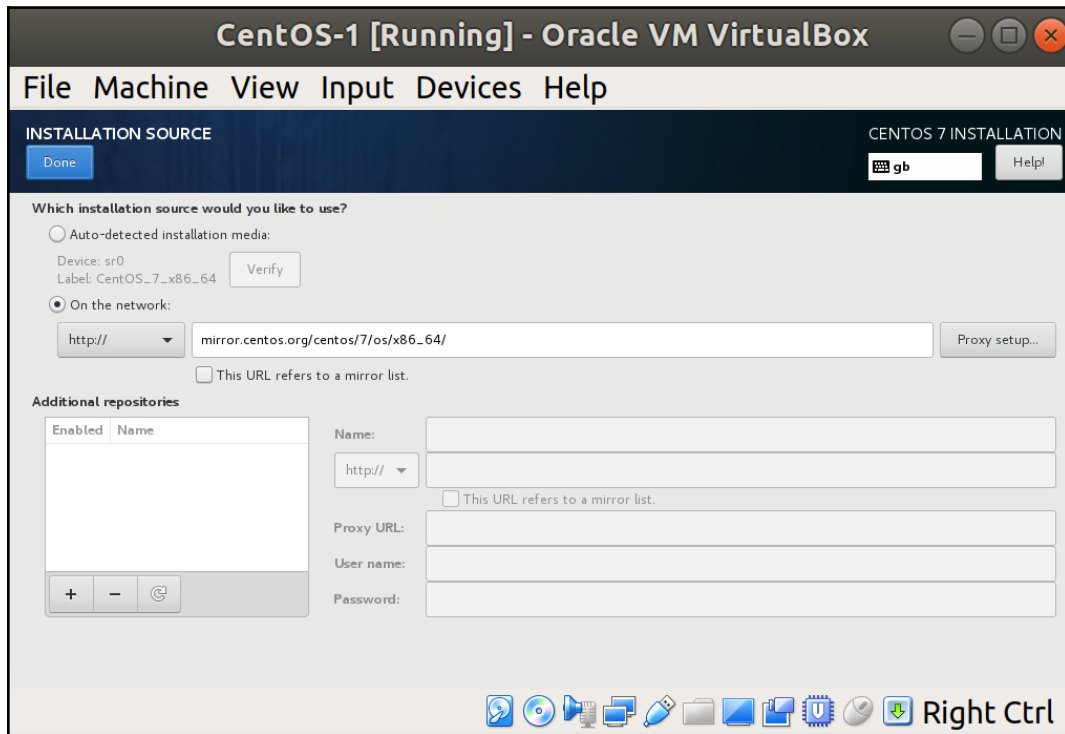 CentOS-1 [Running] - Oracle VM VirtualBox
File Machine View Input Devices Help
INSTALLATION SOURCE
CENTOS 7 INSTALLATION
Done
gb
Help!
Which installation source would you like to use?
Auto-detected installation media:
Device: sr0
Label: CentOS_7_x86_64
Verify
On the network:
http://
mirror.centos.org/centos/7/os/x86_64/
Proxy setup...
This URL refers to a mirror list.
Additional repositories
Enabled Name
Name:
http://
This URL refers to a mirror list.
Proxy URL:
User name:
Password:
+ −
Right Ctrl